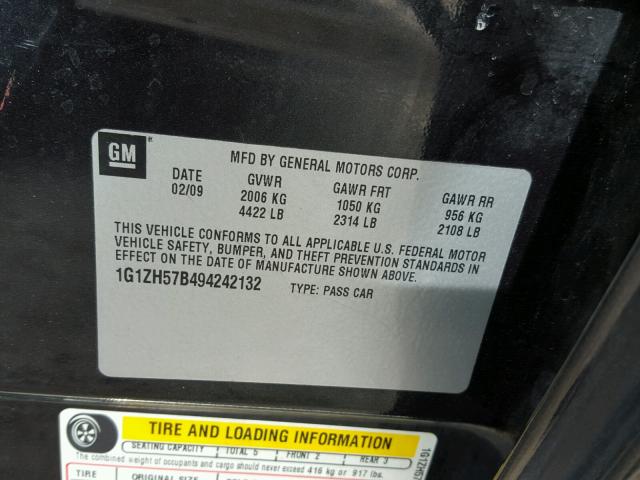 GM
MFD BY GENERAL MOTORS CORP.
DATE GVWR GAWR FRT GAWR RR
02/09 2006 KG 1050 KG 956 KG
4422 LB 2314 LB 2108 LB
THIS VEHICLE CONFORMS TO ALL APPLICABLE U.S. FEDERAL MOTOR
VEHICLE SAFETY, BUMPER, AND THEFT PREVENTION STANDARDS IN
EFFECT ON THE DATE OF MANUFACTURE SHOWN ABOVE.
1G1ZH57B494242132 TYPE: PASS CAR
TIRE AND LOADING INFORMATION
SEATING CAPACITY TOTAL 5 FRONT 2 REAR 3
The combined weight of occupants and cargo should never exceed 416 kg or 917 lbs.
TIRE ORIGINAL SIZE